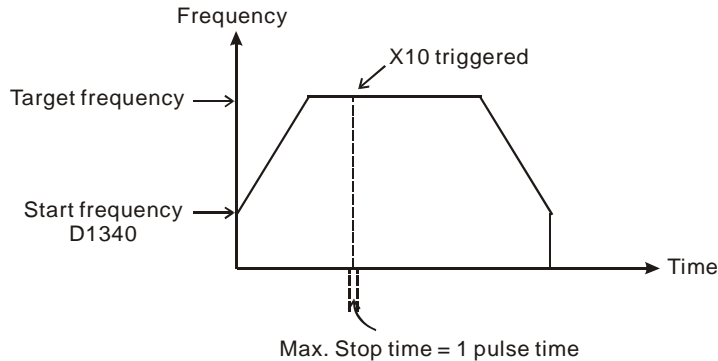 Frequency
X10 triggered
Target frequency
Start frequency
D1340
Time
Max. Stop time = 1 pulse time